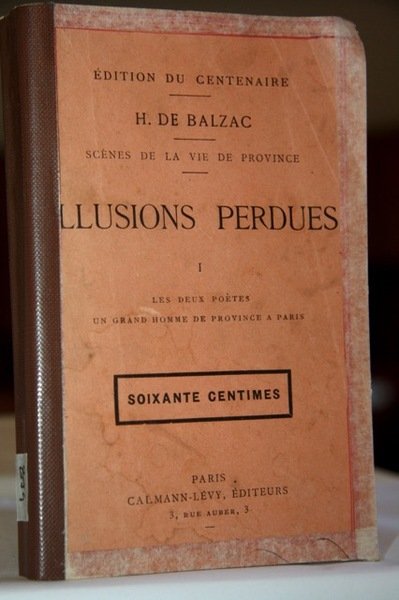 ÉDITION DU CENTENAIRE
H. DE BALZAC
SCÈNES DE LA VIE DE PROVINCE
LLUSIONS PERDUES
I
LES DEUX POÈTES
UN GRAND HOMME DE PROVINCE A PARIS
SOIXANTE CENTIMES
PARIS
CALMANN-LÉVY, ÉDITEURS
3, RUE AUBER, 3